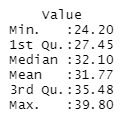 Value
Min.   :24.20
1st Qu.:27.45
Median :32.10
Mean   :31.77
3rd Qu.:35.48
Max.   :39.80